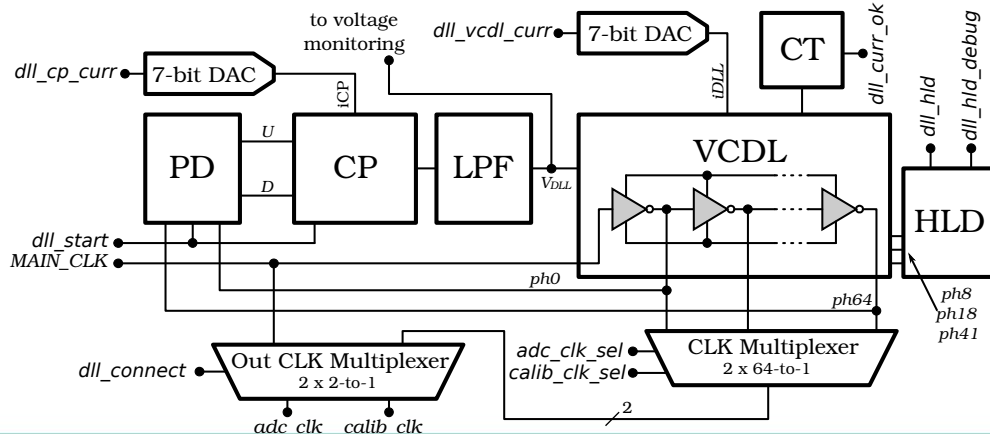 to voltage
monitoring
dll_vcdl_curr
7-bit DAC
CT
dll_curr_ok
dll_cp_curr
7-bit DAC
iCP
iDLL
dll_hld
dll_hld_debug
PD
U
D
CP
LPF
VDLL
VCDL
HLD
dll_start
MAIN_CLK
ph0
ph64
ph8
ph18
ph41
Out CLK Multiplexer
2 x 2-to-1
dll_connect
adc_clk_sel
calib_clk_sel
CLK Multiplexer
2 x 64-to-1
2
adc_clk
calib_clk